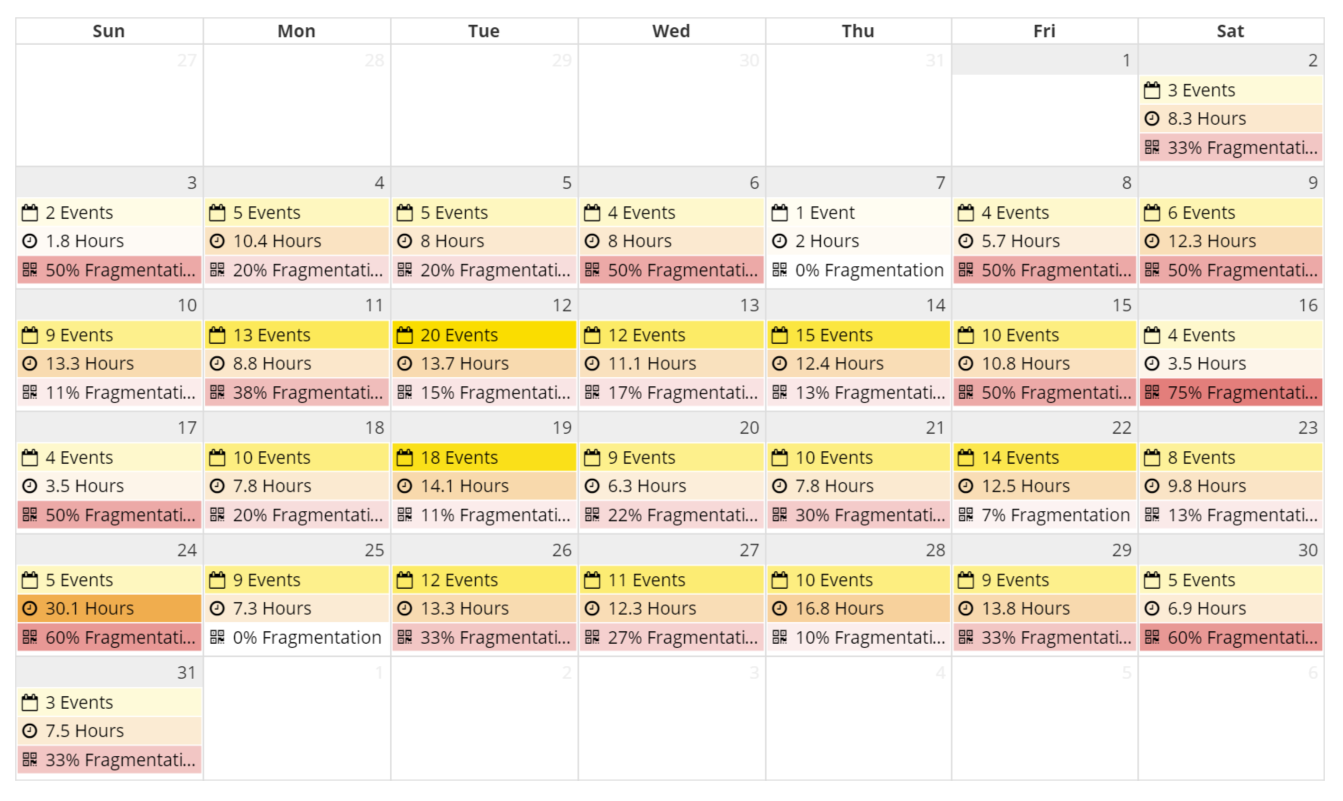 Sun Mon Tue Wed Thu Fri Sat
27 28 29 30 31 1 2
3 Events
8.3 Hours
33% Fragmentati...
3 4 5 6 7 8 9
2 Events 5 Events 5 Events 4 Events 1 Event 4 Events 6 Events
1.8 Hours 10.4 Hours 8 Hours 8 Hours 2 Hours 5.7 Hours 12.3 Hours
50% Fragmentati... 20% Fragmentati... 20% Fragmentati... 50% Fragmentati... 0% Fragmentation 50% Fragmentati... 50% Fragmentati...
10 11 12 13 14 15 16
9 Events 13 Events 20 Events 12 Events 15 Events 10 Events 4 Events
13.3 Hours 8.8 Hours 13.7 Hours 11.1 Hours 12.4 Hours 10.8 Hours 3.5 Hours
11% Fragmentati... 38% Fragmentati... 15% Fragmentati... 17% Fragmentati... 13% Fragmentati... 50% Fragmentati... 75% Fragmentati...
17 18 19 20 21 22 23
4 Events 10 Events 18 Events 9 Events 10 Events 14 Events 8 Events
3.5 Hours 7.8 Hours 14.1 Hours 6.3 Hours 7.8 Hours 12.5 Hours 9.8 Hours
50% Fragmentati... 20% Fragmentati... 11% Fragmentati... 22% Fragmentati... 30% Fragmentati... 7% Fragmentation 13% Fragmentati...
24 25 26 27 28 29 30
5 Events 9 Events 12 Events 11 Events 10 Events 9 Events 5 Events
30.1 Hours 7.3 Hours 13.3 Hours 12.3 Hours 16.8 Hours 13.8 Hours 6.9 Hours
60% Fragmentati... 0% Fragmentation 33% Fragmentati... 27% Fragmentati... 10% Fragmentati... 33% Fragmentati... 60% Fragmentati...
31 1 2 3 4 5 6
3 Events
7.5 Hours
33% Fragmentati...